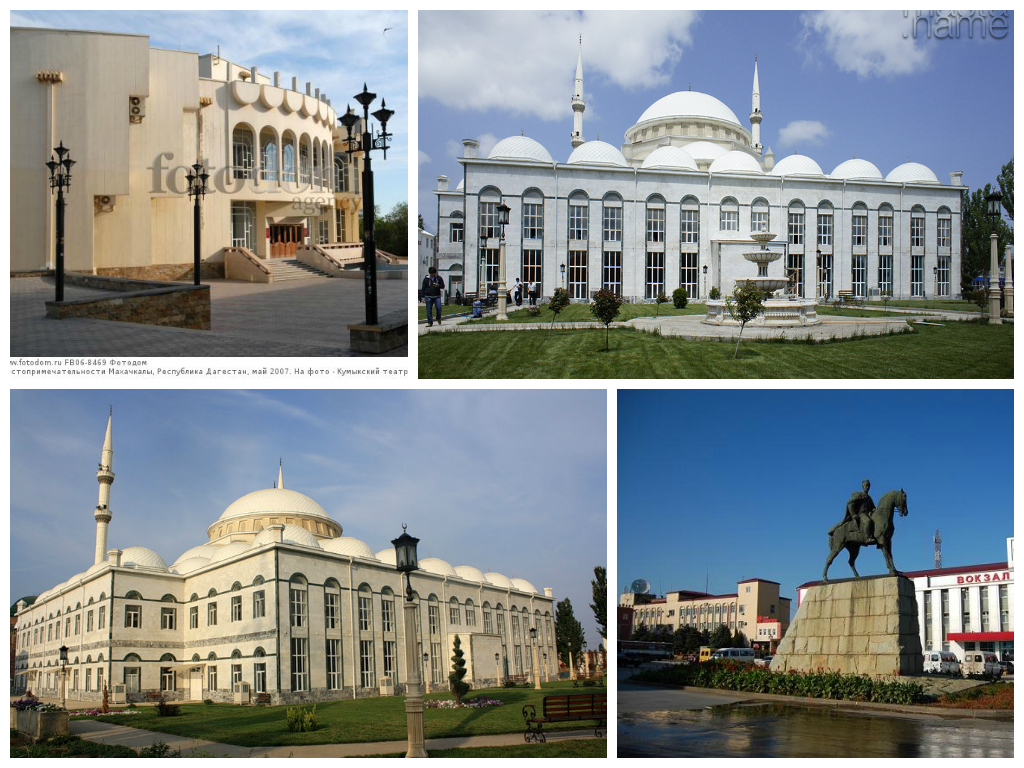 fotodom
agency
.name
w.fotodom.ru FB06-8469 Фотодом
стопримечательности Махачкалы, Республика Дагестан, май 2007. На фото - Кумыкский театр
ВОКЗАЛ